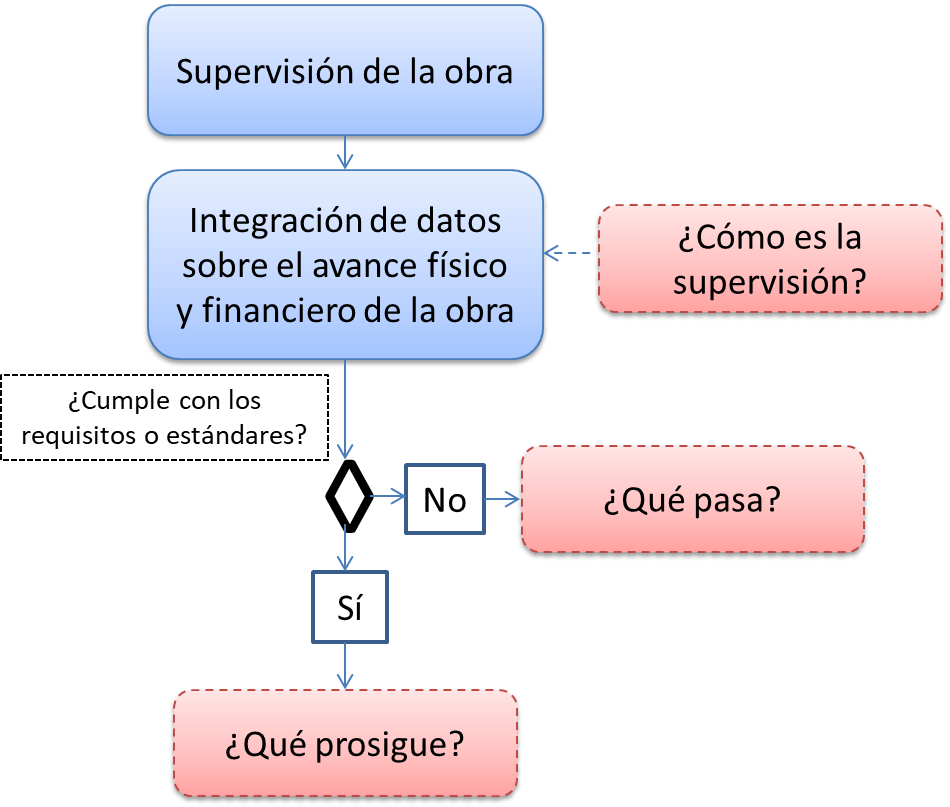 Supervisión de la obra
Integración de datos
sobre el avance físico
y financiero de la obra
¿Cómo es la
supervisión?
¿Cumple con los
requisitos o estándares?
No
¿Qué pasa?
Sí
¿Qué prosigue?